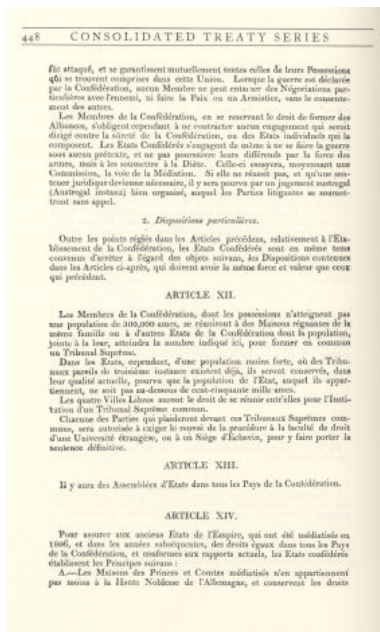 448 CONSOLIDATED TREATY SERIES
fût attaqué, et se garantissent mutuellement toutes celles de leurs Possessions
qui se trouvent comprises dans cette Union. Lorsque la guerre est déclarée
par la Confédération, aucun Membre ne peut entamer des Négociations par-
ticulières avec l'ennemi, ni faire la Paix ou un Armistice, sans le consente-
ment des autres.
Les Membres de la Confédération, en se réservant le droit de former des
Alliances, s'obligent cependant à ne contracter aucun engagement qui serait
dirigé contre la sûreté de la Confédération, ou des Etats individuels qui la
composent. Les Etats Confédérés s'engagent de même à ne se faire la guerre
sous aucun prétexte, et ne pas poursuivre leurs différends par la force des
armes, mais à les soumettre à la Diète. Celle-ci essayera, moyennant une
Commission, la voie de la Médiation. Si elle ne réussit pas, et qu'une sen-
tence juridique devienne nécessaire, il y sera pourvu par un jugement austregal
(Austregal instanz) bien organisé, auquel les Parties litigantes se soumet-
tront sans appel.
2. Dispositions particulières.
Outre les points réglés dans les Articles précédens, relativement à l'Eta-
blissement de la Confédération, les Etats Confédérés sont en même tems
convenus d'arrêter à l'égard des objets suivans, les Dispositions contenues
dans les Articles ci-après, qui doivent avoir la même force et valeur que ceux
qui précédent.
ARTICLE XII.
Les Membres de la Confédération, dont les possessions n'atteignent pas
une population de 300,000 ames, se réuniront à des Maisons régnantes de la
même famille ou à d'autres Etats de la Confédération dont la population,
jointe à la leur, atteindra la nombre indiqué ici, pour former en commun
un Tribunal Suprême.
Dans les Etats, cependant, d'une population moins forte, où des Tribu-
naux pareils de troisième instance existent déjà, ils seront conservés, dans
leur qualité actuelle, pourvu que la population de l'Etat, auquel ils appar-
tiennent, ne soit pas au-dessous de cent-cinquante mille ames.
Les quatre Villes Libres auront le droit de se réunir entr'elles pour l'Insti-
tution d'un Tribunal Suprême commun.
Chacune des Parties qui plaideront devant ces Tribunaux Suprêmes com-
muns, sera autorisée à exiger le renvoi de la procédure à la faculté de droit
d'une Université étrangère, ou à un Siège d'Echevin, pour y faire porter la
sentence définitive.
ARTICLE XIII.
Il y aura des Assemblées d'Etats dans tous les Pays de la Confédération.
ARTICLE XIV.
Pour assurer aux anciens Etats de l'Empire, qui ont été médiatisés en
1806, et dans les années subséquentes, des droits égaux dans tous les Pays
de la Confédération, et conformes aux rapports actuels, les Etats confédérés
établissent les Principes suivans :
A.—Les Maisons des Princes et Comtes médiatisés n'en appartiennent
pas moins à la Haute Noblesse de l'Allemagne, et conservent les droits